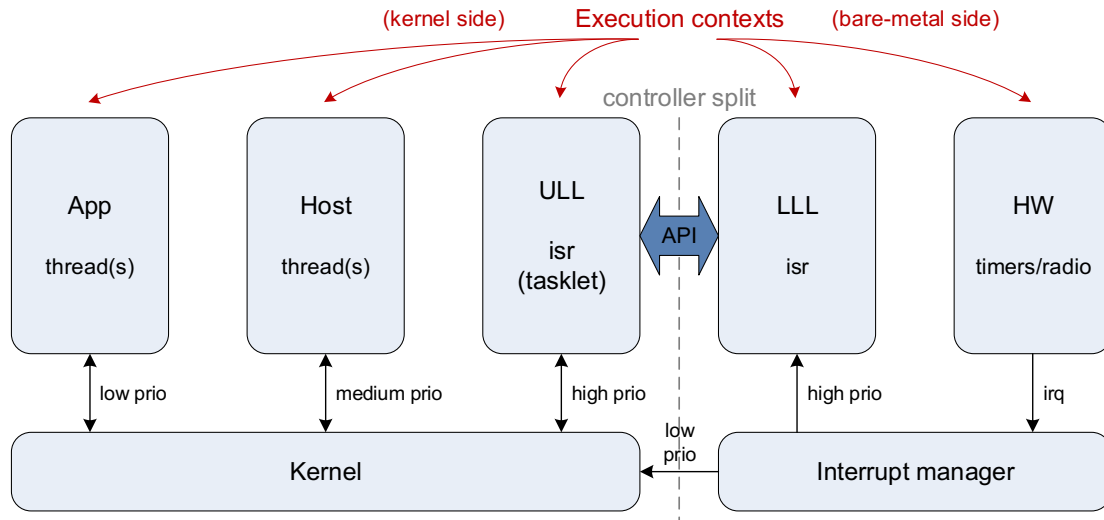 (kernel side)
Execution contexts
(bare-metal side)
controller split
App
thread(s)
Host
thread(s)
ULL
isr
(tasklet)
API
LLL
isr
HW
timers/radio
low prio
medium prio
high prio
low
prio
high prio
irq
Kernel
Interrupt manager